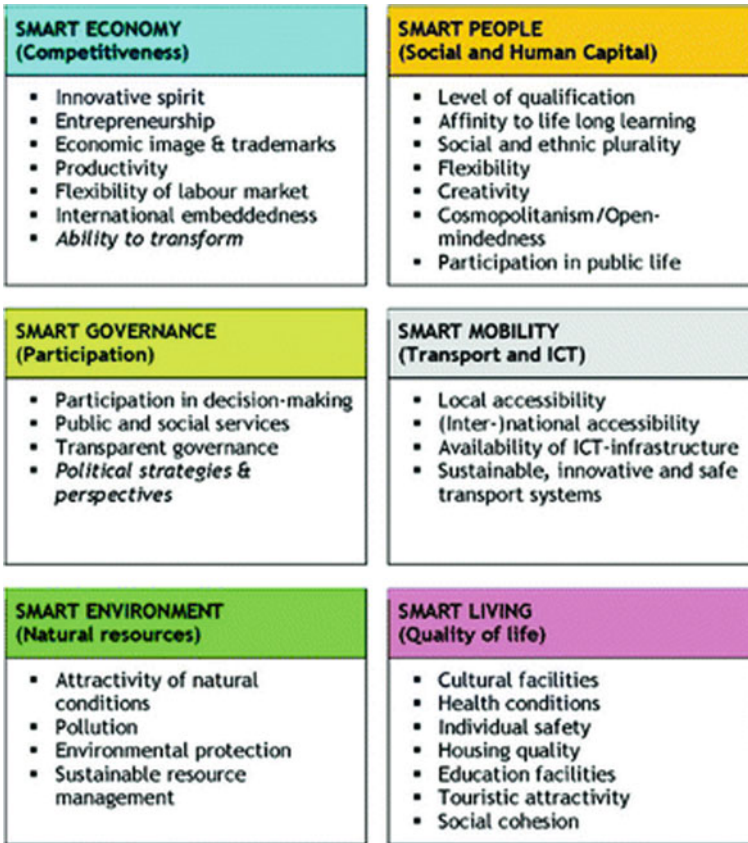 SMART ECONOMY
(Competitiveness)
▪ Innovative spirit
▪ Entrepreneurship
▪ Economic image & trademarks
▪ Productivity
▪ Flexibility of labour market
▪ International embeddedness
▪ Ability to transform
SMART PEOPLE
(Social and Human Capital)
▪ Level of qualification
▪ Affinity to life long learning
▪ Social and ethnic plurality
▪ Flexibility
▪ Creativity
▪ Cosmopolitanism/Open-
mindedness
▪ Participation in public life
SMART GOVERNANCE
(Participation)
▪ Participation in decision-making
▪ Public and social services
▪ Transparent governance
▪ Political strategies &
perspectives
SMART MOBILITY
(Transport and ICT)
▪ Local accessibility
▪ (Inter-)national accessibility
▪ Availability of ICT-infrastructure
▪ Sustainable, innovative and safe
transport systems
SMART ENVIRONMENT
(Natural resources)
▪ Attractivity of natural
conditions
▪ Pollution
▪ Environmental protection
▪ Sustainable resource
management
SMART LIVING
(Quality of life)
▪ Cultural facilities
▪ Health conditions
▪ Individual safety
▪ Housing quality
▪ Education facilities
▪ Touristic attractivity
▪ Social cohesion